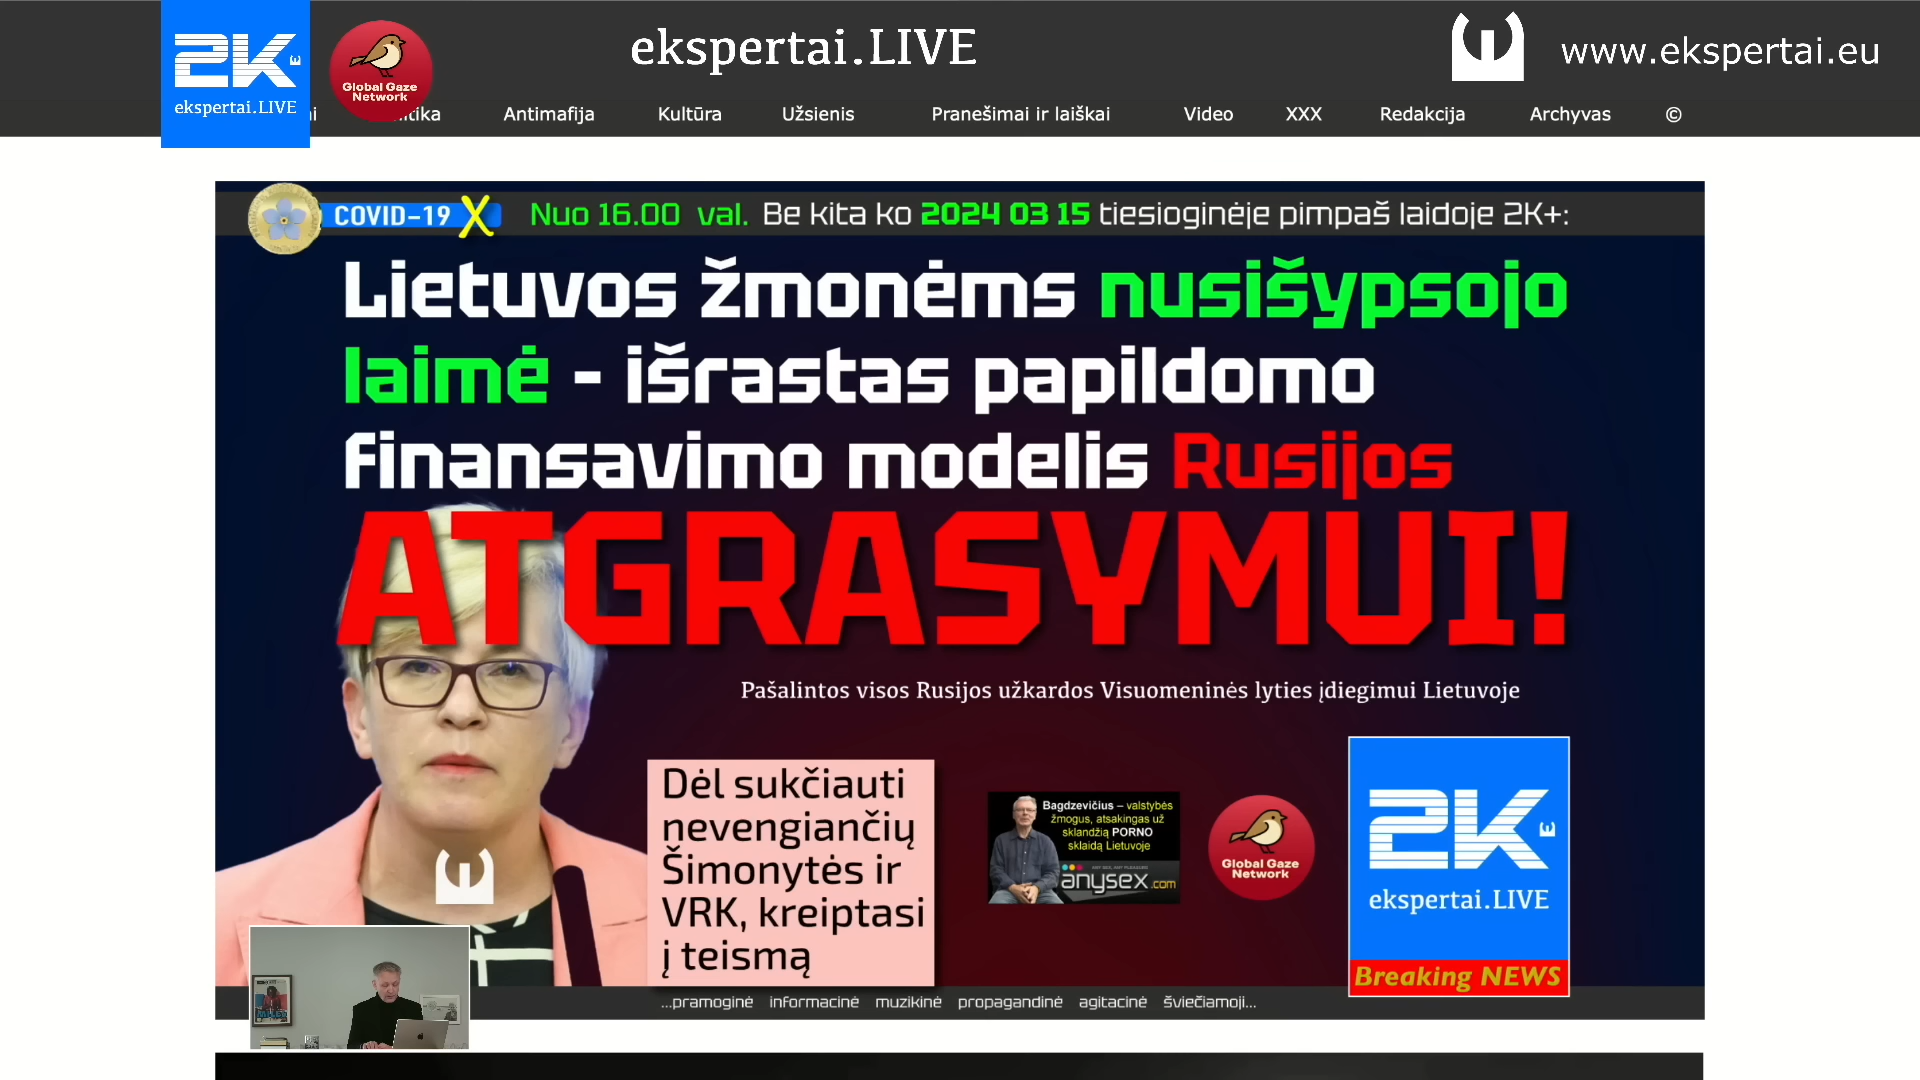 2K
ekspertai.LIVE
Global Gaze
Network
ekspertai.LIVE
www.ekspertai.eu
Antimafija
Kultūra
Užsienis
Pranešimai ir laiškai
Video
XXX
Redakcija
Archyvas
©
COVID-19 X
Nuo 16.00 val. Be kita ko 2024 03 15 tiesioginėje pimpaš laidoje 2K+:
Lietuvos žmonėms nusišypsojo
laimė - išrastas papildomo
finansavimo modelis Rusijos
ATGRASYMUI!
Pašalintos visos Rusijos užkardos Visuomeninės lyties įdiegimui Lietuvoje
Dėl sukčiauti
nevengiančių
Šimonytės ir
VRK, kreiptasi
į teismą
Bagdzevičius – valstybės
žmogus, atsakingas už
sklandžią PORNO
sklaidą Lietuvoje
anysex.com
Global Gaze
Network
2K
ekspertai.LIVE
Breaking NEWS
...pramoginė informacinė muzikinė propagandinė agitacinė šviečiamoji...